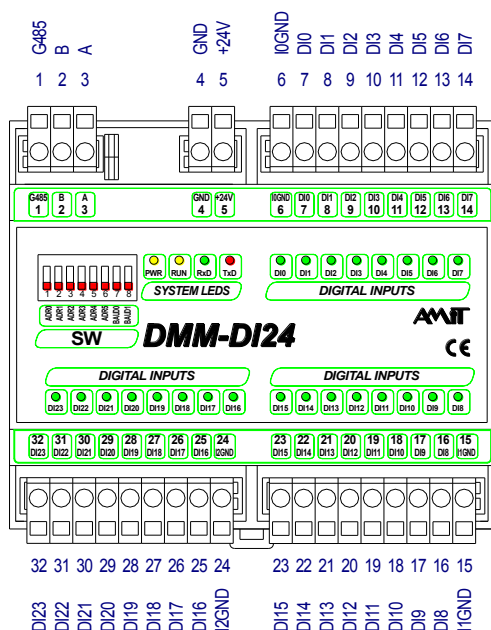 G485 B A GND +24V I0GND DI0 DI1 DI2 DI3 DI4 DI5 DI6 DI7
1 2 3 4 5 6 7 8 9 10 11 12 13 14
G485 B A GND +24V I0GND DI0 DI1 DI2 DI3 DI4 DI5 DI6 DI7
1 2 3 4 5 6 7 8 9 10 11 12 13 14
PWR RUN RxD TxD DI0 DI1 DI2 DI3 DI4 DI5 DI6 DI7
SYSTEM LEDS DIGITAL INPUTS
1 2 3 4 5 6 7 8
ADR0 ADR1 ADR2 ADR3 ADR4 ADR5 BAUD0 BAUD1
AMiT
SW DMM-DI24
CE
DIGITAL INPUTS DIGITAL INPUTS
DI23 DI22 DI21 DI20 DI19 DI18 DI17 DI16 DI15 DI14 DI13 DI12 DI11 DI10 DI9 DI8
32 31 30 29 28 27 26 25 24 23 22 21 20 19 18 17 16 15
DI23 DI22 DI21 DI20 DI19 DI18 DI17 DI16 I2GND DI15 DI14 DI13 DI12 DI11 DI10 DI9 DI8 I1GND
32 31 30 29 28 27 26 25 24 23 22 21 20 19 18 17 16 15
DI23 DI22 DI21 DI20 DI19 DI18 DI17 DI16 I2GND DI15 DI14 DI13 DI12 DI11 DI10 DI9 DI8 I1GND